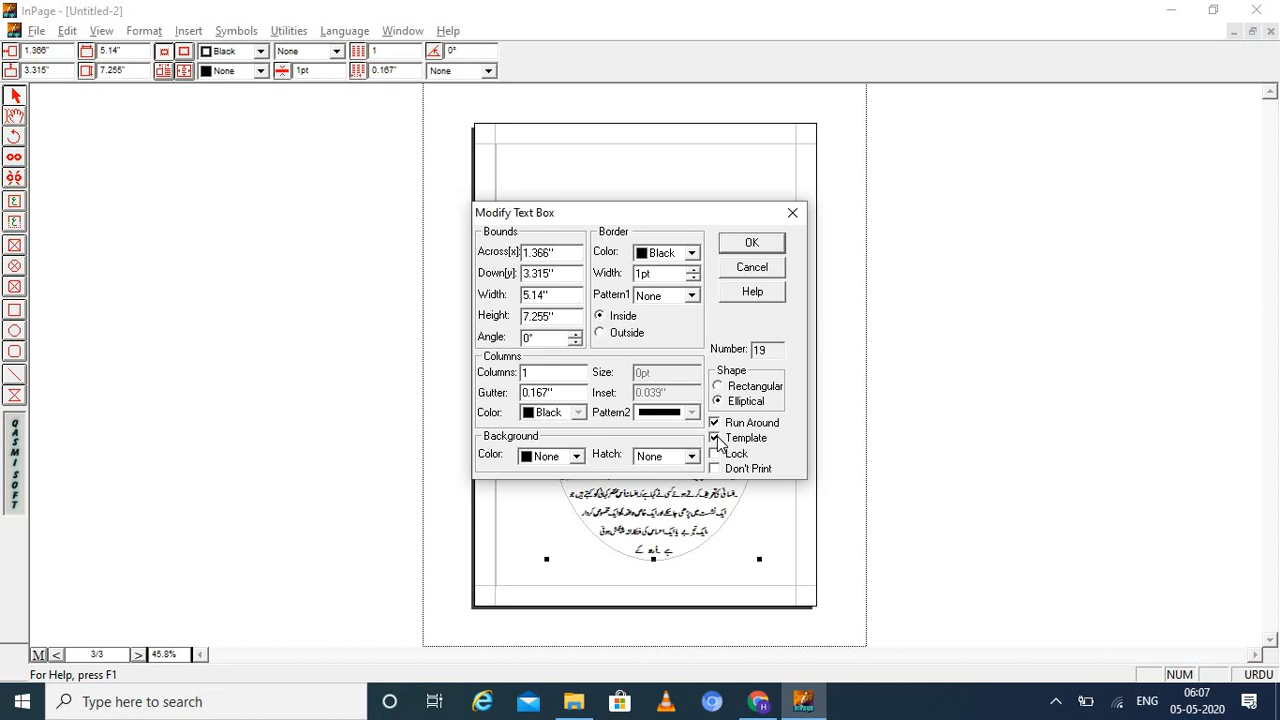 InPage - [Untitled-2]
File Edit View Format Insert Symbols Utilities Language Window Help
1.366" 5.14" Black None 1 0°
3.315" 7.255" None 1pt 0.167" None
Modify Text Box
Bounds
Across[x]: 1.366"
Down[y]: 3.315"
Width: 5.14"
Height: 7.255"
Angle: 0°
Border
Color: Black
Width: 1pt
Pattern1 None
Inside
Outside
OK
Cancel
Help
Number: 19
Columns
Columns: 1
Gutter: 0.167"
Color: Black
Size: 0pt
Inset: 0.039"
Pattern2
Shape
Rectangular
Elliptical
Run Around
Template
Lock
Don't Print
Background
Color: None
Hatch: None
QASMISOFT
M < 3/3 > 45.8%
For Help, press F1
NUM URDU
Type here to search
ENG
06:07
05-05-2020